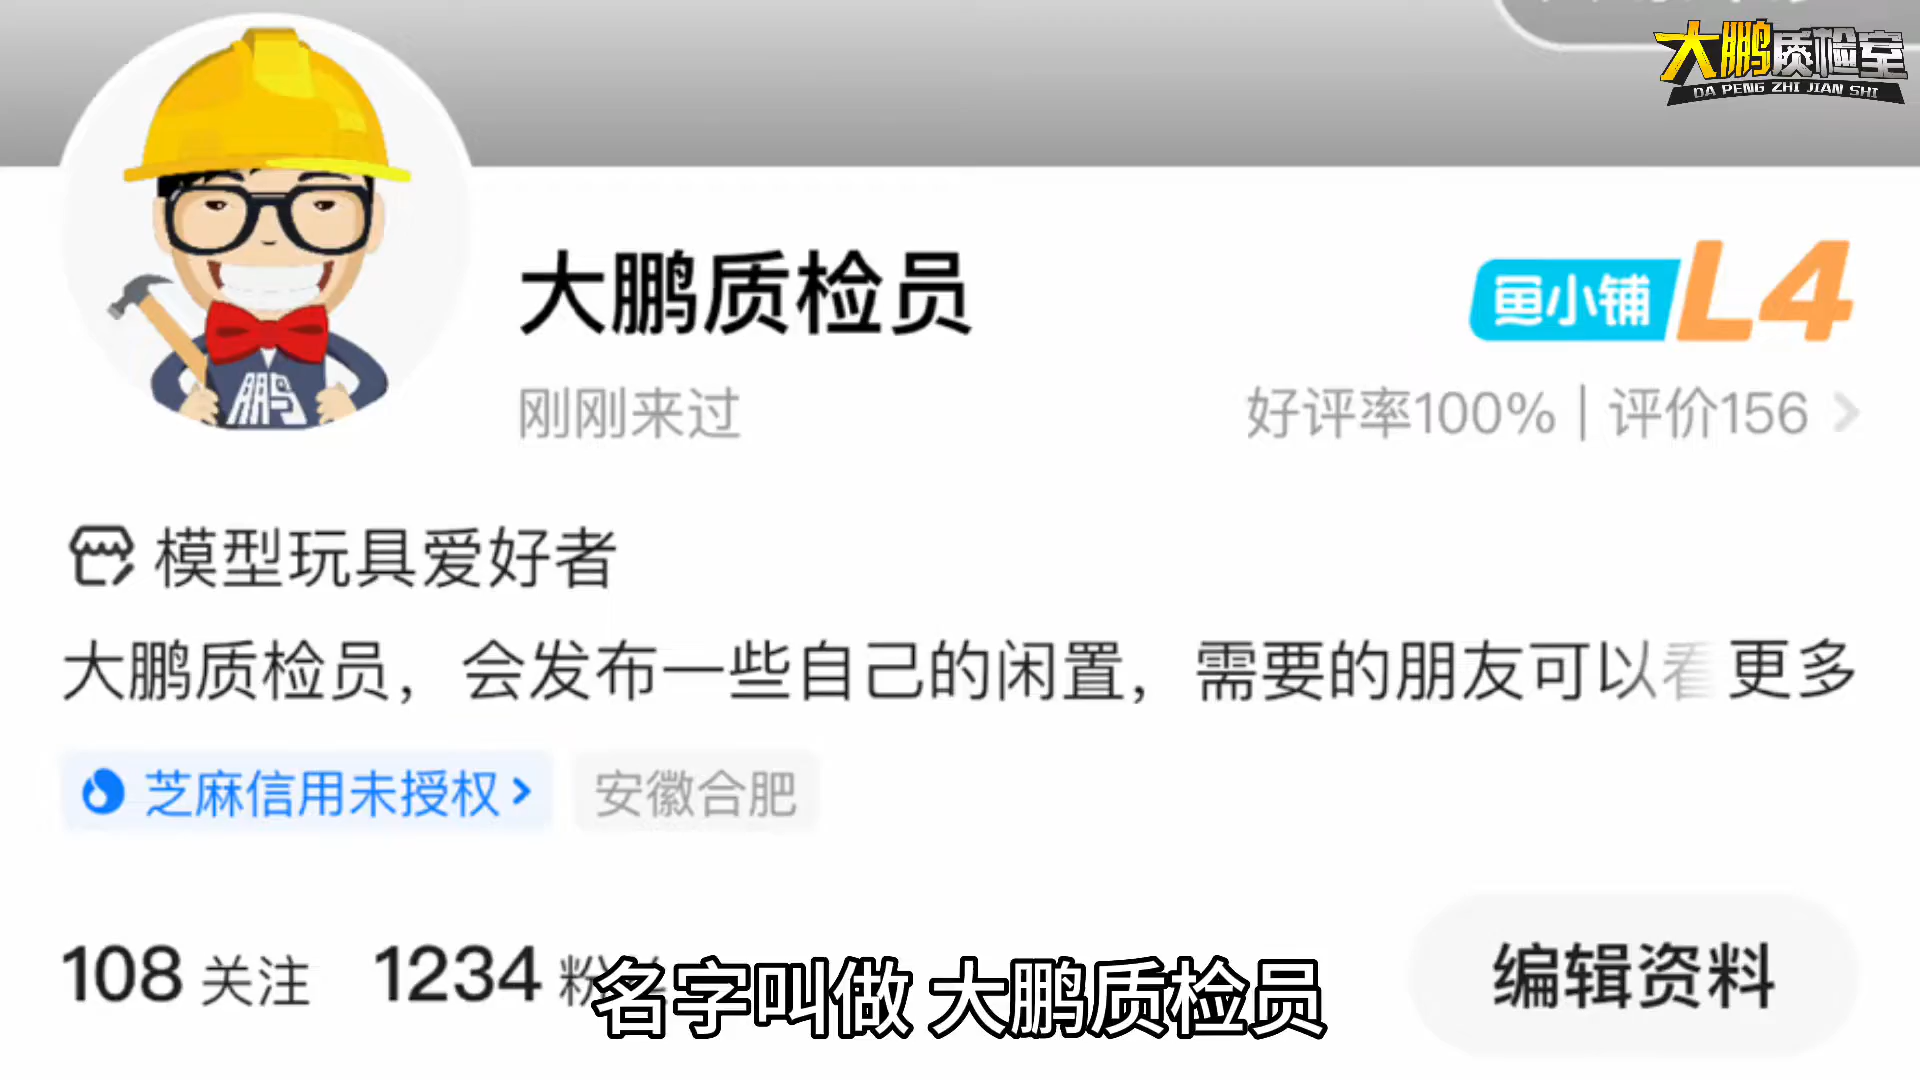 大鹏质检室
DA PENG ZHI JIAN SHI
大鹏质检员
鱼小铺L4
刚刚来过
好评率100% | 评价156
鹏
模型玩具爱好者
大鹏质检员，会发布一些自己的闲置，需要的朋友可以看 更多
芝麻信用未授权
安徽合肥
108 关注 1234 粉
编辑资料
名字叫做 大鹏质检员